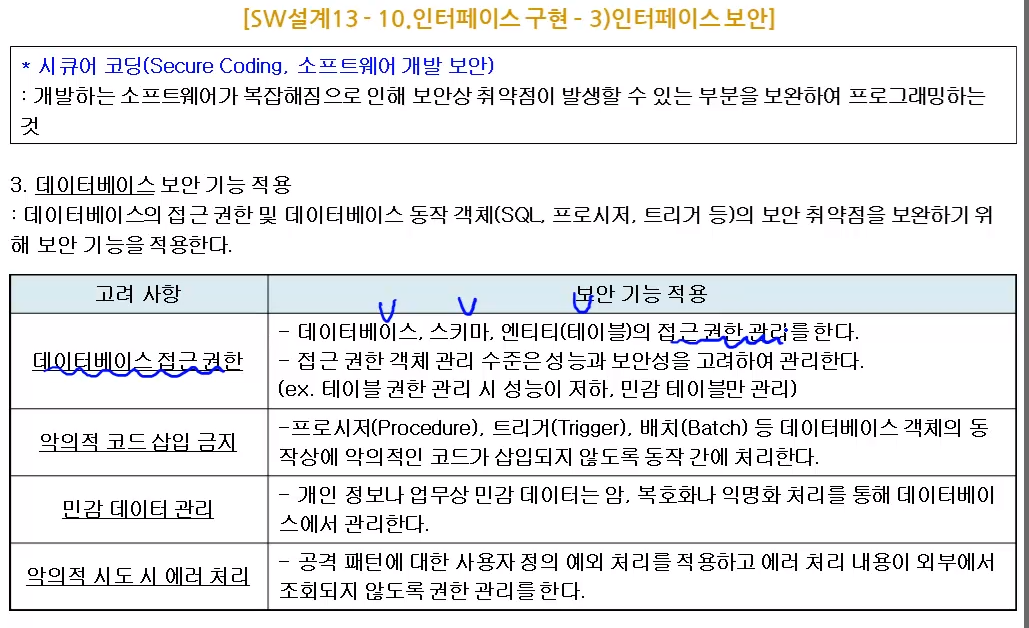 [SW설계13 - 10.인터페이스 구현 - 3)인터페이스 보안]
* 시큐어 코딩(Secure Coding, 소프트웨어 개발 보안)
: 개발하는 소프트웨어가 복잡해짐으로 인해 보안상 취약점이 발생할 수 있는 부분을 보완하여 프로그래밍하는
것
3. 데이터베이스 보안 기능 적용
: 데이터베이스의 접근 권한 및 데이터베이스 동작 객체(SQL, 프로시저, 트리거 등)의 보안 취약점을 보완하기 위
해 보안 기능을 적용한다.
고려 사항
보안 기능 적용
데이터베이스 접근 권한
- 데이터베이스, 스키마, 엔티티(테이블)의 접근 권한 관리를 한다.
- 접근 권한 객체 관리 수준은 성능과 보안성을 고려하여 관리한다.
(ex. 테이블 권한 관리 시 성능이 저하, 민감 테이블만 관리)
악의적 코드 삽입 금지
-프로시저(Procedure), 트리거(Trigger), 배치(Batch) 등 데이터베이스 객체의 동
작상에 악의적인 코드가 삽입되지 않도록 동작 간에 처리한다.
민감 데이터 관리
- 개인 정보나 업무상 민감 데이터는 암, 복호화나 익명화 처리를 통해 데이터베이
스에서 관리한다.
악의적 시도 시 에러 처리
- 공격 패턴에 대한 사용자 정의 예외 처리를 적용하고 에러 처리 내용이 외부에서
조회되지 않도록 권한 관리를 한다.